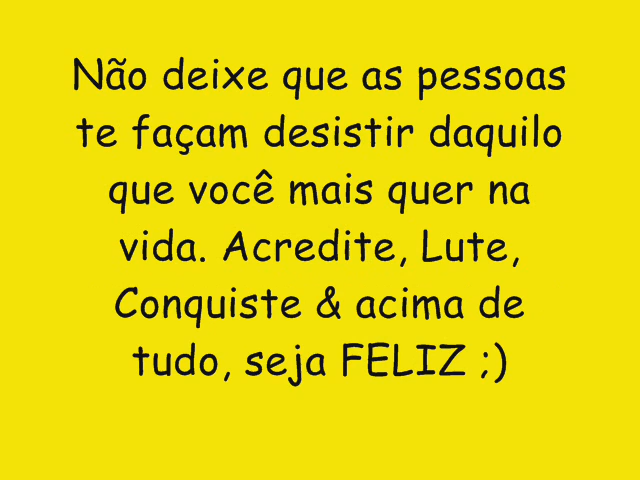 Não deixe que as pessoas
te façam desistir daquilo
que você mais quer na
vida. Acredite, Lute,
Conquiste & acima de
tudo, seja FELIZ ;)